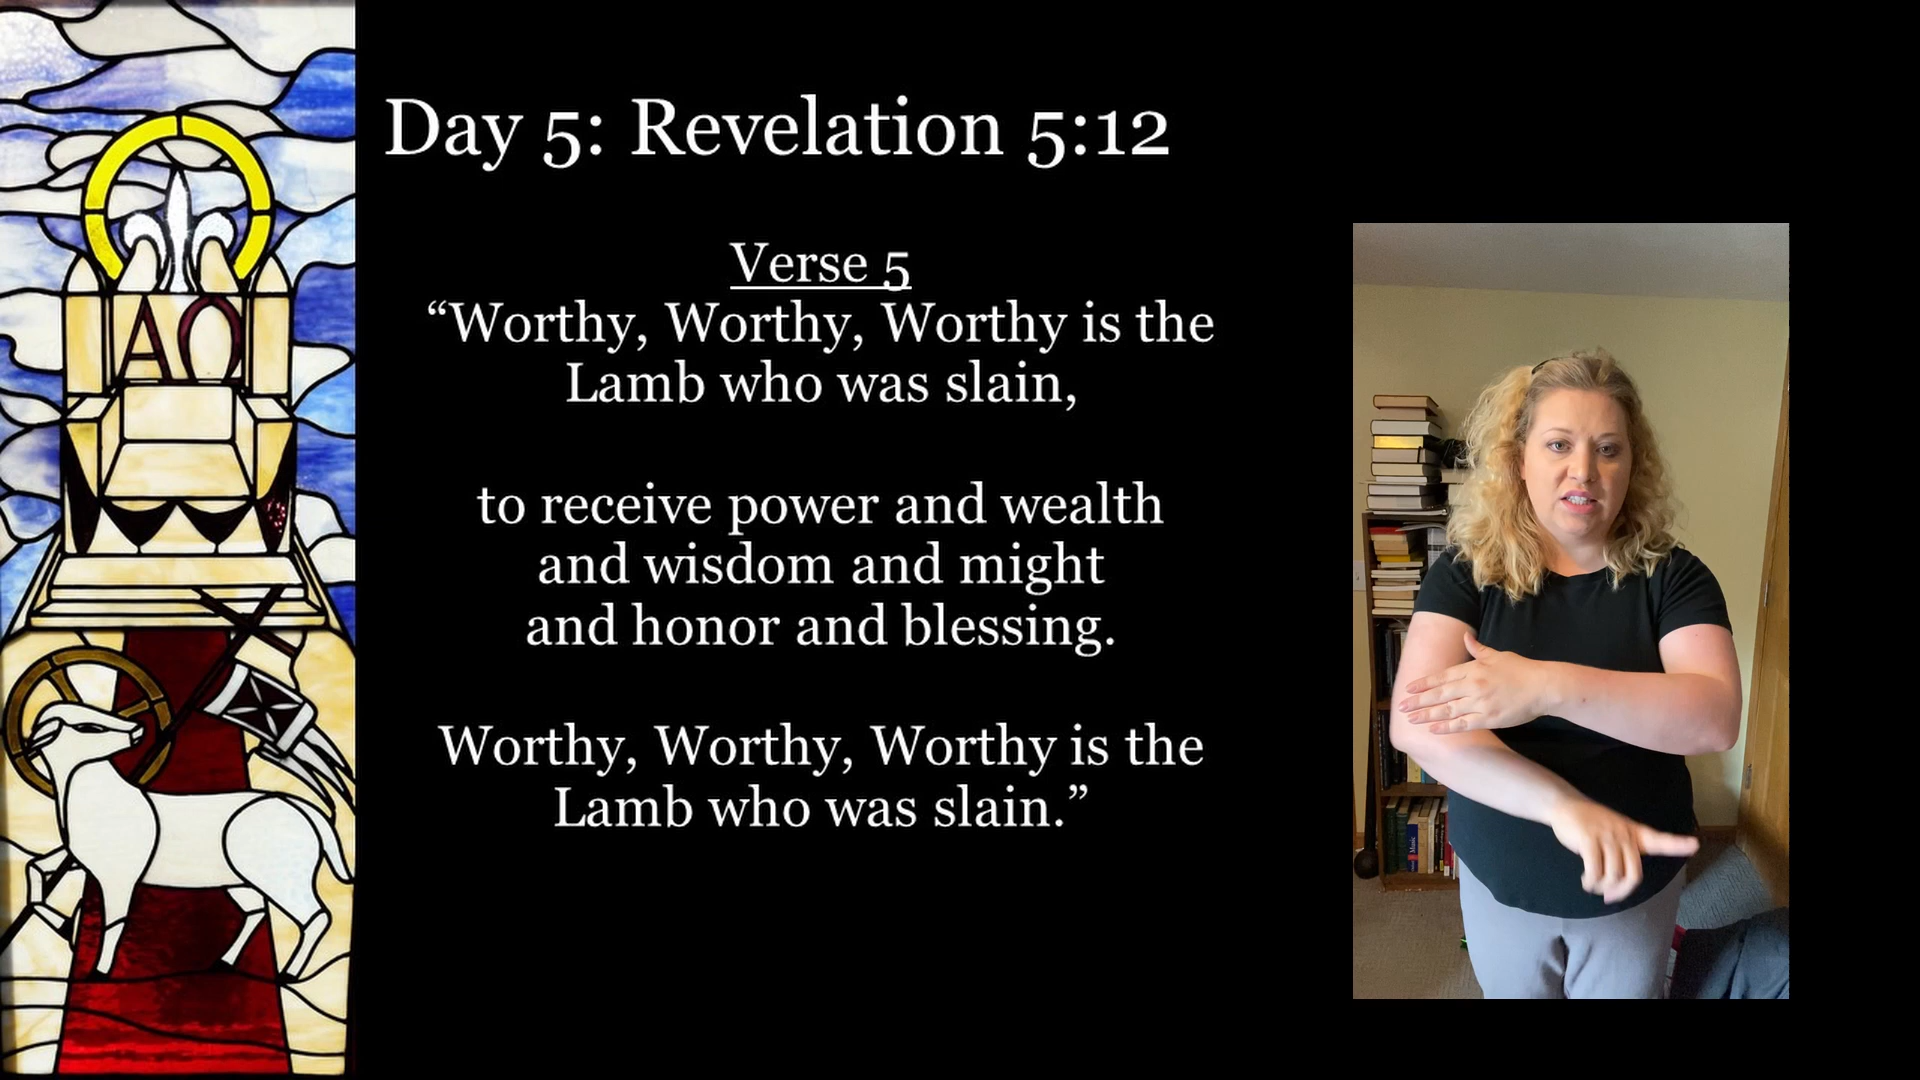 Day 5: Revelation 5:12
Verse 5
“Worthy, Worthy, Worthy is the
Lamb who was slain,
to receive power and wealth
and wisdom and might
and honor and blessing.
Worthy, Worthy, Worthy is the
Lamb who was slain.”
ΑΩ
Music